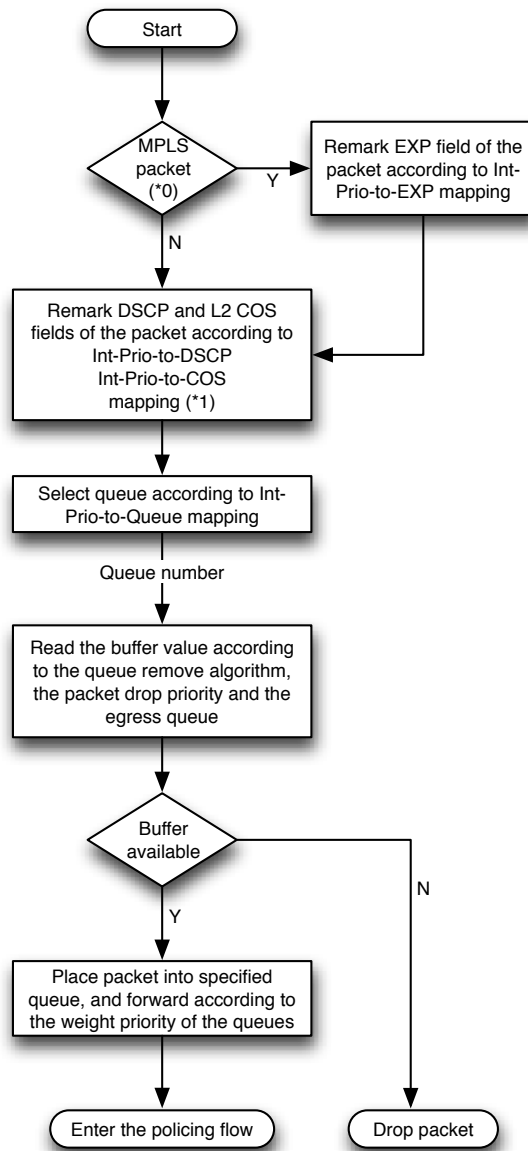 Start
MPLS
packet
(*0)
Y
Remark EXP field of the
packet according to Int-
Prio-to-EXP mapping
N
Remark DSCP and L2 COS
fields of the packet according to
Int-Prio-to-DSCP
Int-Prio-to-COS
mapping (*1)
Select queue according to Int-
Prio-to-Queue mapping
Queue number
Read the buffer value according
to the queue remove algorithm,
the packet drop priority and the
egress queue
Buffer
available
N
Y
Place packet into specified
queue, and forward according to
the weight priority of the queues
Enter the policing flow
Drop packet